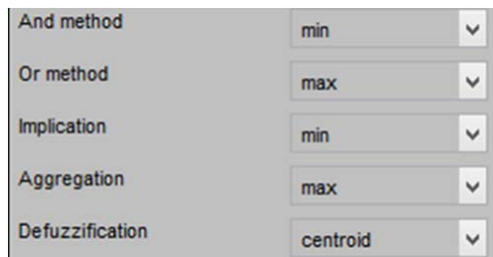 And method min
Or method max
Implication min
Aggregation max
Defuzzification centroid